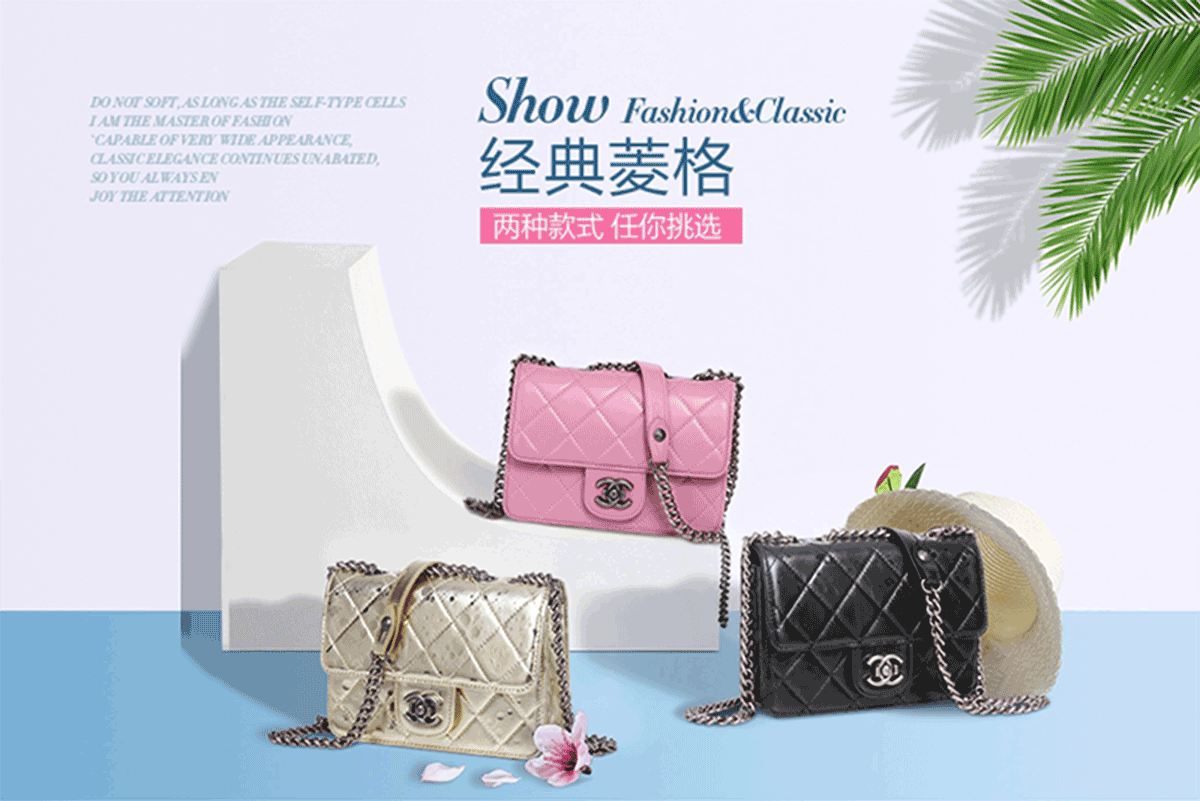 DO NOT SOFT, AS LONG AS THE SELF-TYPE CELLS
I AM THE MASTER OF FASHION
‘CAPABLE OF VERY WIDE APPEARANCE,
CLASSIC ELEGANCE CONTINUES UNABATED,
SO YOU ALWAYS EN
JOY THE ATTENTION
Show Fashion&Classic
经典菱格
两种款式 任你挑选